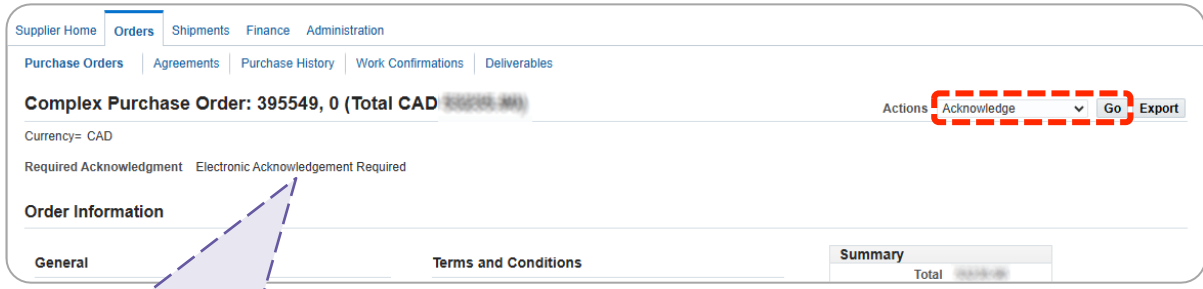 Supplier Home Orders Shipments Finance Administration
Purchase Orders Agreements Purchase History Work Confirmations Deliverables
Complex Purchase Order: 395549, 0 (Total CAD
Actions Acknowledge Go Export
Currency= CAD
Required Acknowledgment Electronic Acknowledgement Required
Order Information
General Terms and Conditions Summary
Total